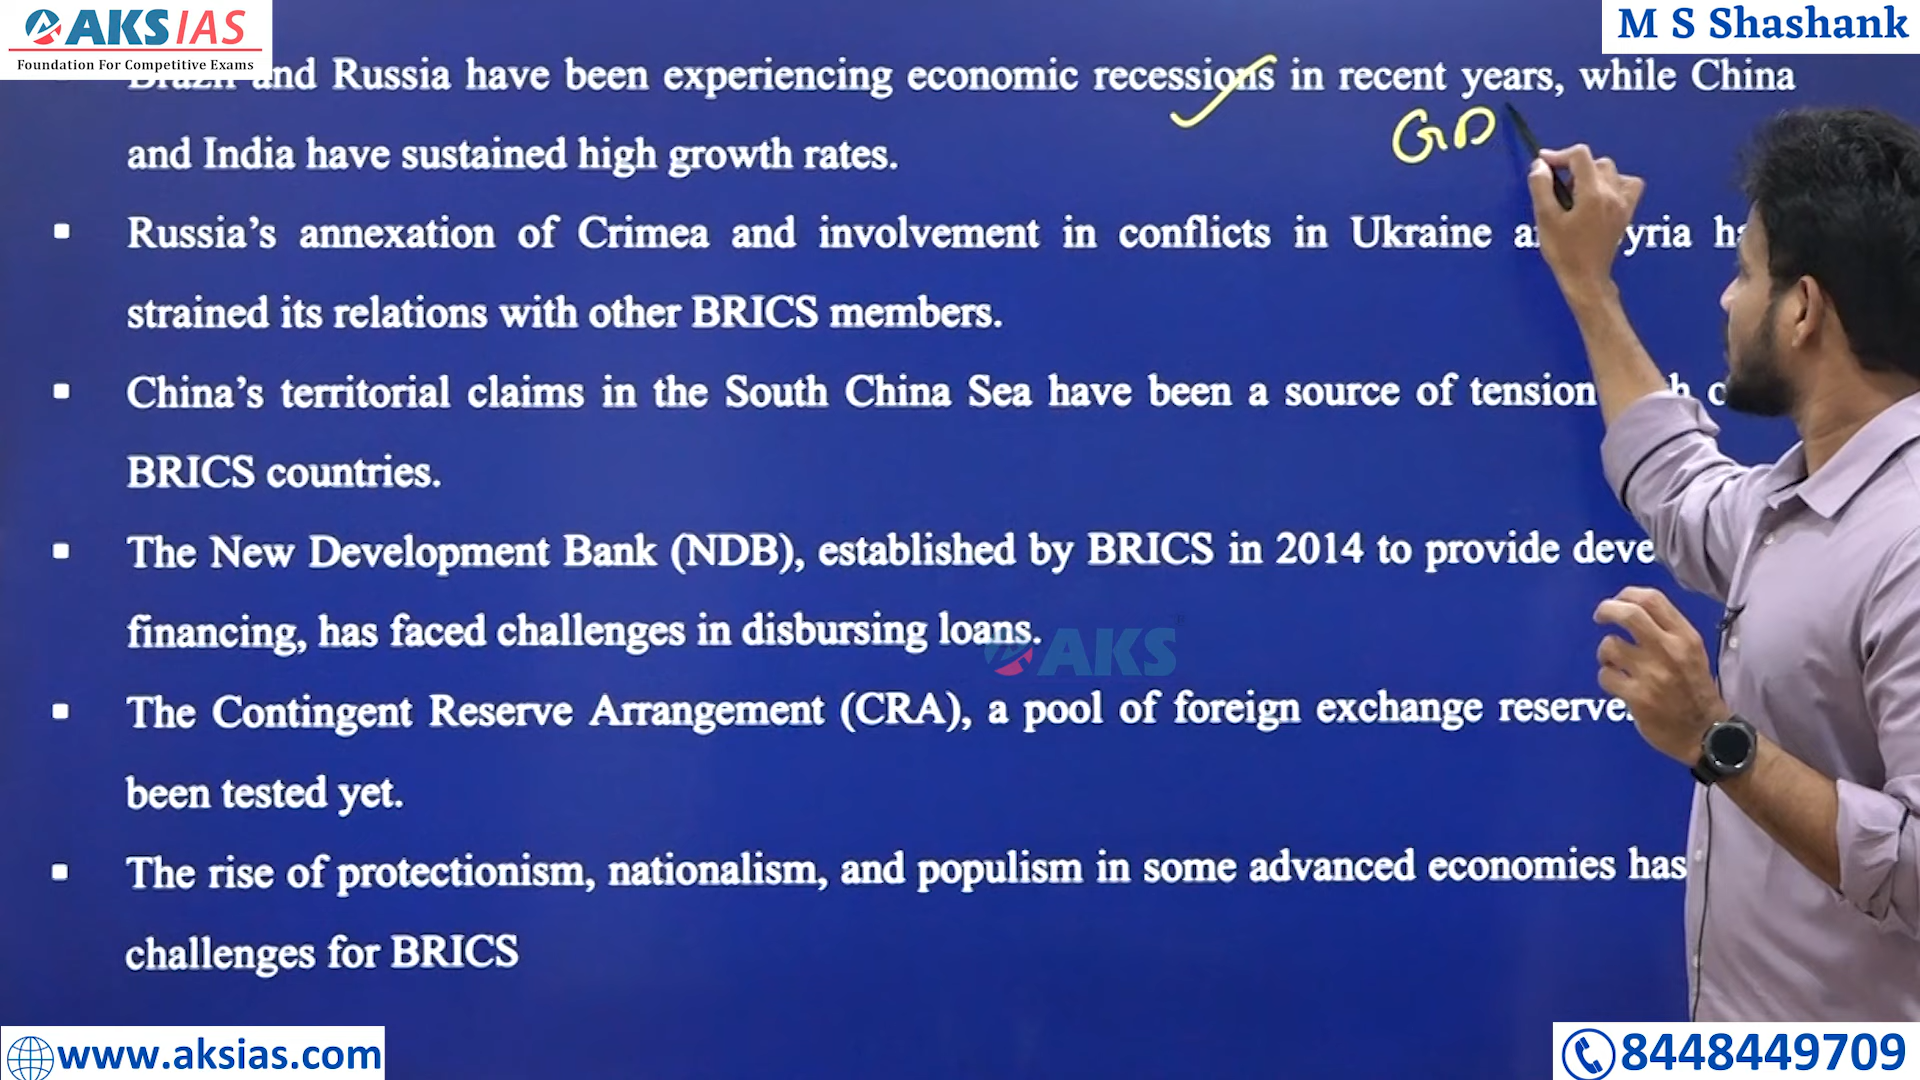 AKS IAS
Foundation For Competitive Exams
M S Shashank
Brazil and Russia have been experiencing economic recessions in recent years, while China
GD
and India have sustained high growth rates.
▪ Russia’s annexation of Crimea and involvement in conflicts in Ukraine
strained its relations with other BRICS members.
▪ China’s territorial claims in the South China Sea have been a source of tension
BRICS countries.
▪ The New Development Bank (NDB), established by BRICS in 2014 to provide
financing, has faced challenges in disbursing loans.
AKS
▪ The Contingent Reserve Arrangement (CRA), a pool of foreign exchange
been tested yet.
▪ The rise of protectionism, nationalism, and populism in some advanced economies has
challenges for BRICS
www.aksias.com
8448449709